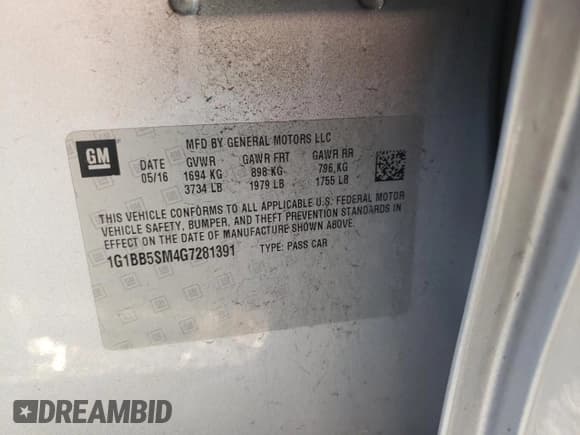 MFD BY GENERAL MOTORS LLC
GM
DATE GVWR GAWR FRT GAWR RR
05/16 1694 KG 898 KG 796 KG
3734 LB 1979 LB 1755 LB
THIS VEHICLE CONFORMS TO ALL APPLICABLE U.S. FEDERAL MOTOR
VEHICLE SAFETY, BUMPER, AND THEFT PREVENTION STANDARDS IN
EFFECT ON THE DATE OF MANUFACTURE SHOWN ABOVE.
1G1BB5SM4G7281391 TYPE: PASS CAR
DREAMBID